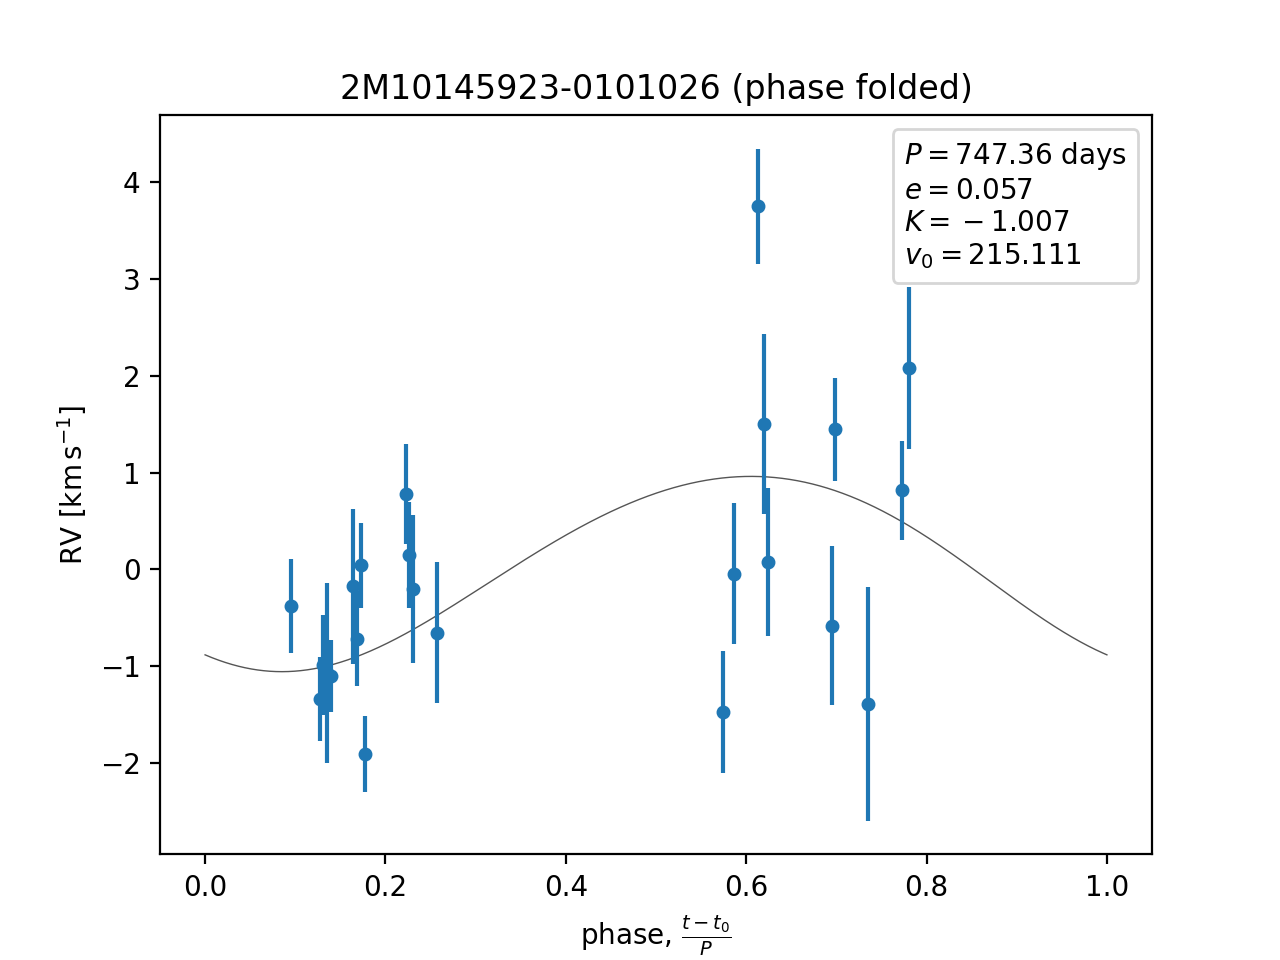 2M10145923-0101026 (phase folded)
P = 747.36 days
e = 0.057
K = −1.007
v₀ = 215.111
RV [km s⁻¹]
4
3
2
1
0
−1
−2
0.0 0.2 0.4 0.6 0.8 1.0
phase, (t − t₀)/P